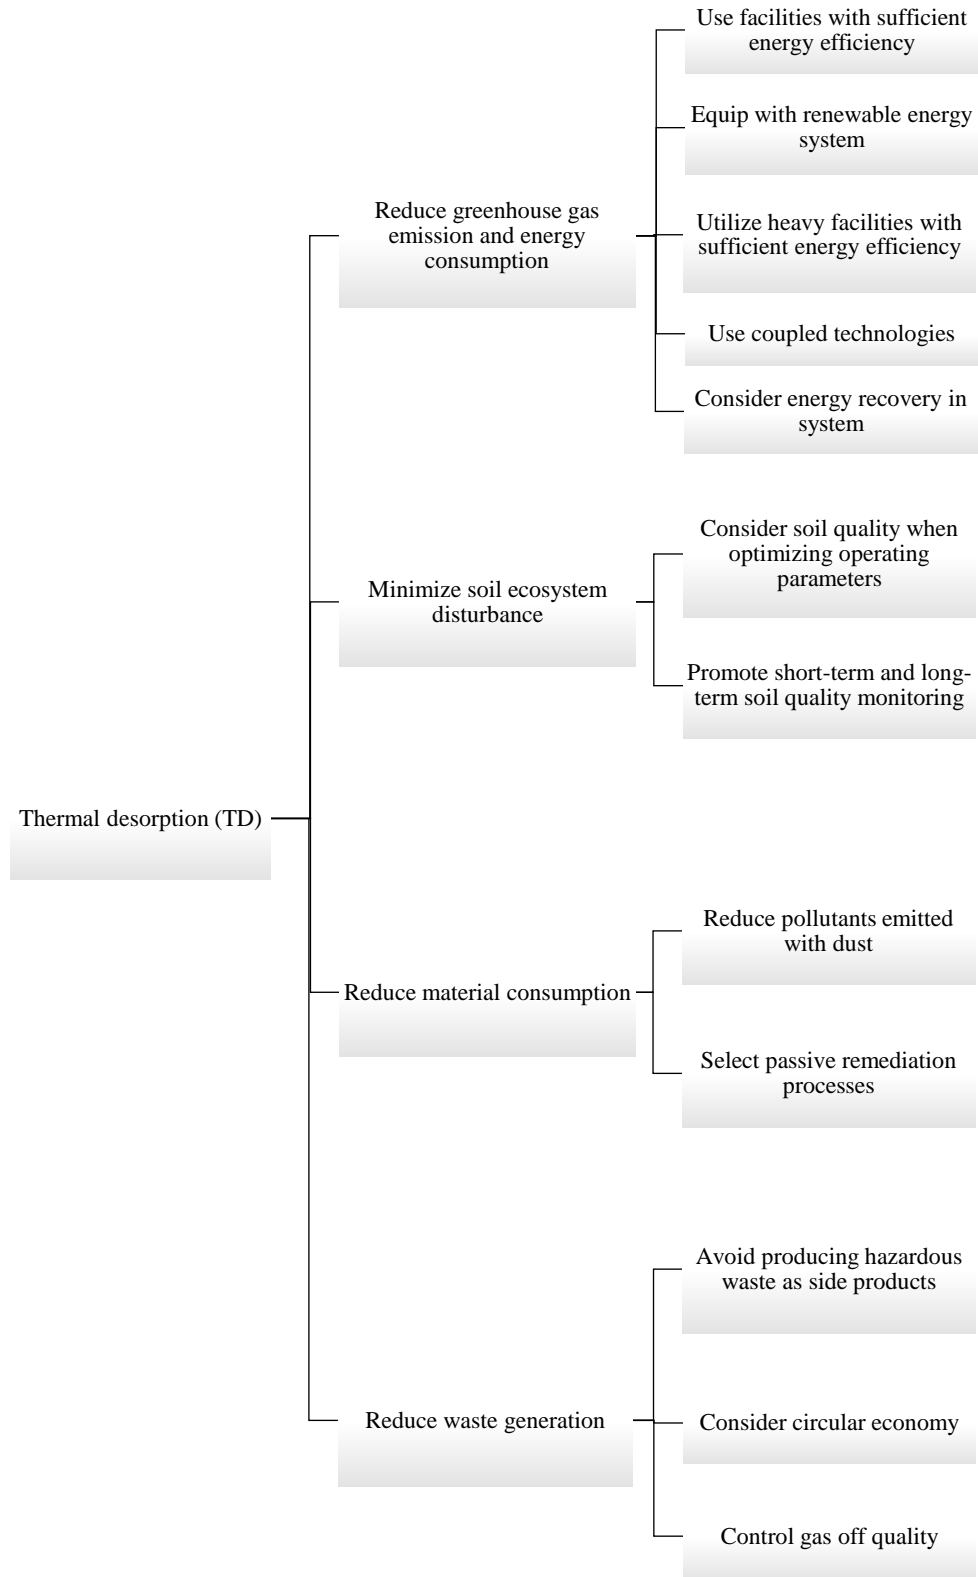 Use facilities with sufficient
energy efficiency
Equip with renewable energy
system
Reduce greenhouse gas
emission and energy
consumption
Utilize heavy facilities with
sufficient energy efficiency
Use coupled technologies
Consider energy recovery in
system
Consider soil quality when
optimizing operating
parameters
Minimize soil ecosystem
disturbance
Promote short-term and long-
term soil quality monitoring
Thermal desorption (TD)
Reduce pollutants emitted
with dust
Reduce material consumption
Select passive remediation
processes
Avoid producing hazardous
waste as side products
Reduce waste generation
Consider circular economy
Control gas off quality